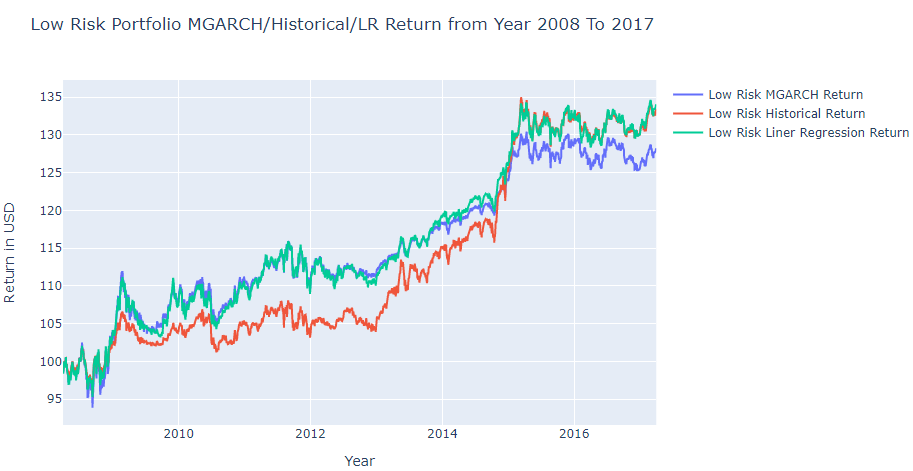 Low Risk Portfolio MGARCH/Historical/LR Return from Year 2008 To 2017
Low Risk MGARCH Return
Low Risk Historical Return
Low Risk Liner Regression Return
Return in USD
135
130
125
120
115
110
105
100
95
2010
2012
2014
2016
Year